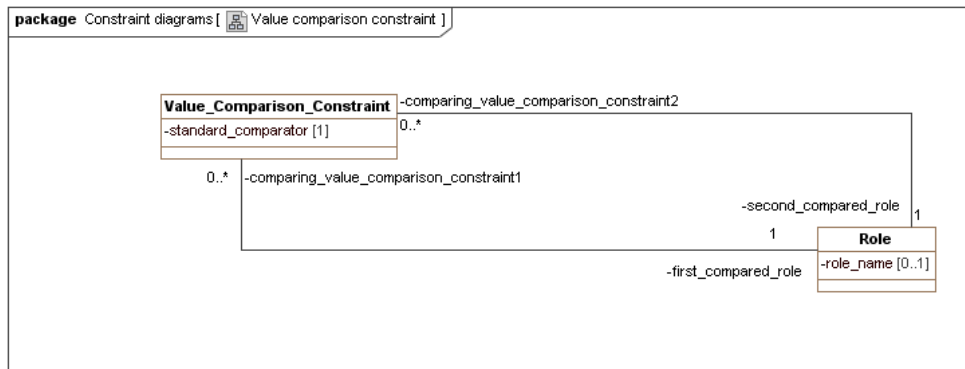 package Constraint diagrams [ Value comparison constraint ]
Value_Comparison_Constraint
-standard_comparator [1]
-comparing_value_comparison_constraint2
0..*
0..*
-comparing_value_comparison_constraint1
-second_compared_role
1
1
Role
-role_name [0..1]
-first_compared_role